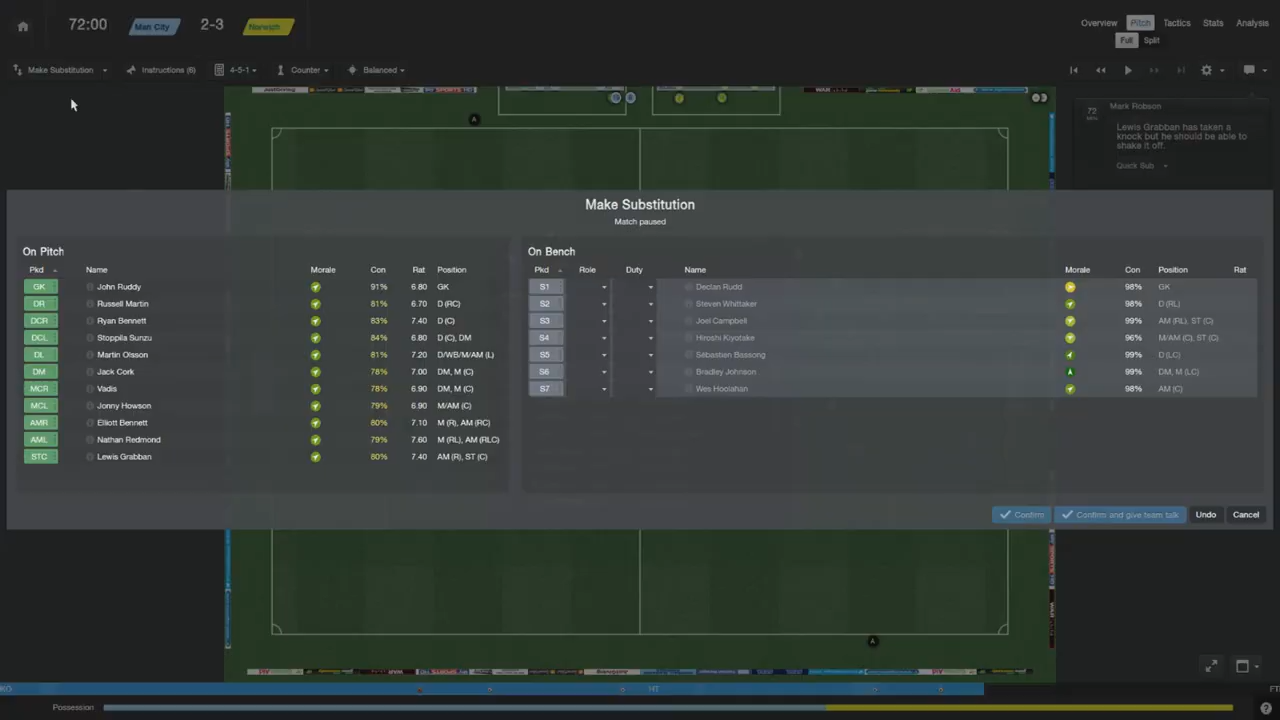 72:00 Man City 2-3 Norwich
Overview Pitch Tactics Stats Analysis
Full Split
Make Substitution Instructions (6) 4-5-1 Counter Balanced
72 MINS Mark Robson
Lewis Grabban has taken a
knock but he should be able to
shake it off.
Quick Sub
Make Substitution
Match paused
On Pitch
Pkd Name Morale Con Rat Position
GK John Ruddy 91% 6.80 GK
DR Russell Martin 81% 6.70 D (RC)
DCR Ryan Bennett 83% 7.40 D (C)
DCL Stoppila Sunzu 84% 6.80 D (C), DM
DL Martin Olsson 81% 7.20 D/WB/M/AM (L)
DM Jack Cork 78% 7.00 DM, M (C)
MCR Vadis 78% 6.90 DM, M (C)
MCL Jonny Howson 79% 6.90 M/AM (C)
AMR Elliott Bennett 80% 7.10 M (R), AM (RC)
AML Nathan Redmond 79% 7.60 M (RL), AM (RLC)
STC Lewis Grabban 80% 7.40 AM (R), ST (C)
On Bench
Pkd Role Duty Name Morale Con Position Rat
S1 Declan Rudd 98% GK
S2 Steven Whittaker 98% D (RL)
S3 Joel Campbell 99% AM (RL), ST (C)
S4 Hiroshi Kiyotake 96% M/AM (C), ST (C)
S5 Sébastien Bassong 99% D (LC)
S6 Bradley Johnson 99% DM, M (LC)
S7 Wes Hoolahan 98% AM (C)
Confirm Confirm and give team talk Undo Cancel
A
A
KO HT FT
Possession